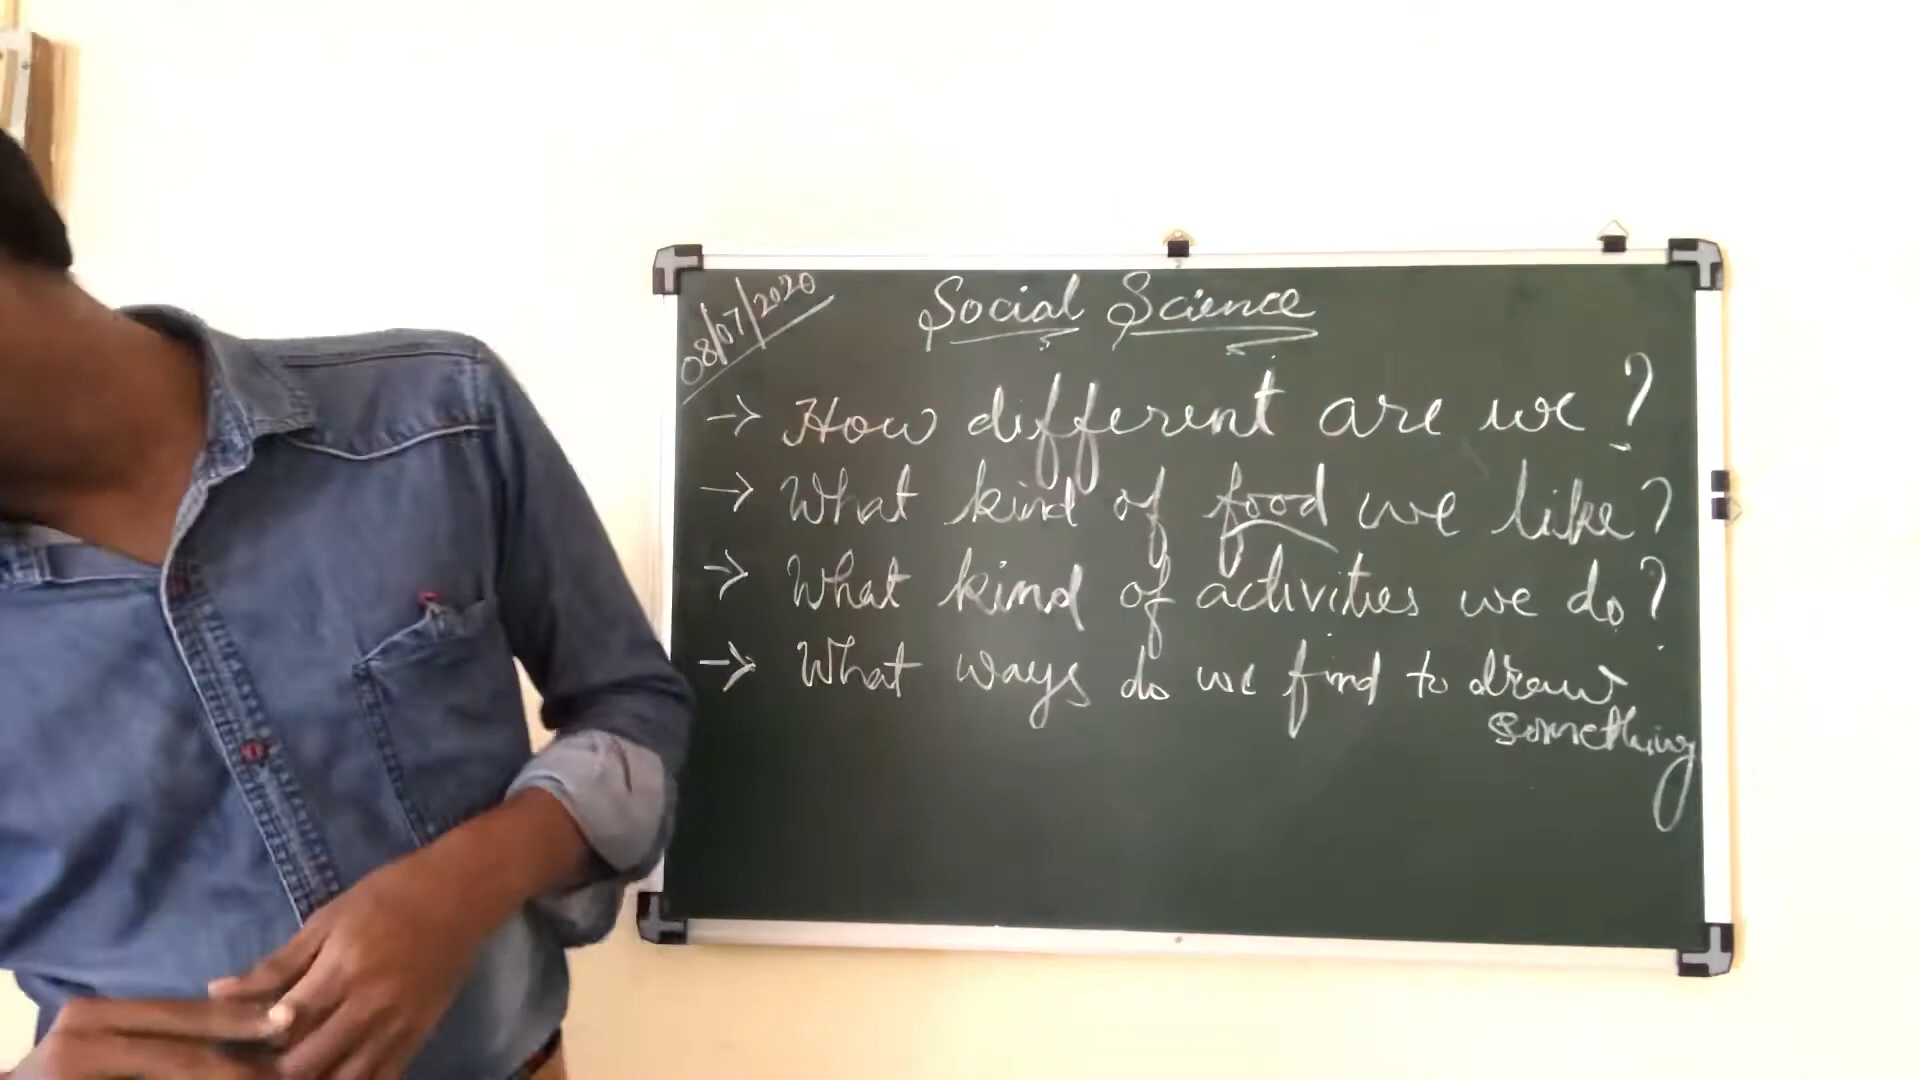 08/07/2020
Social Science
-> How different are we?
-> What kind of food we like?
-> What kind of activities we do?
-> What ways do we find to draw
something